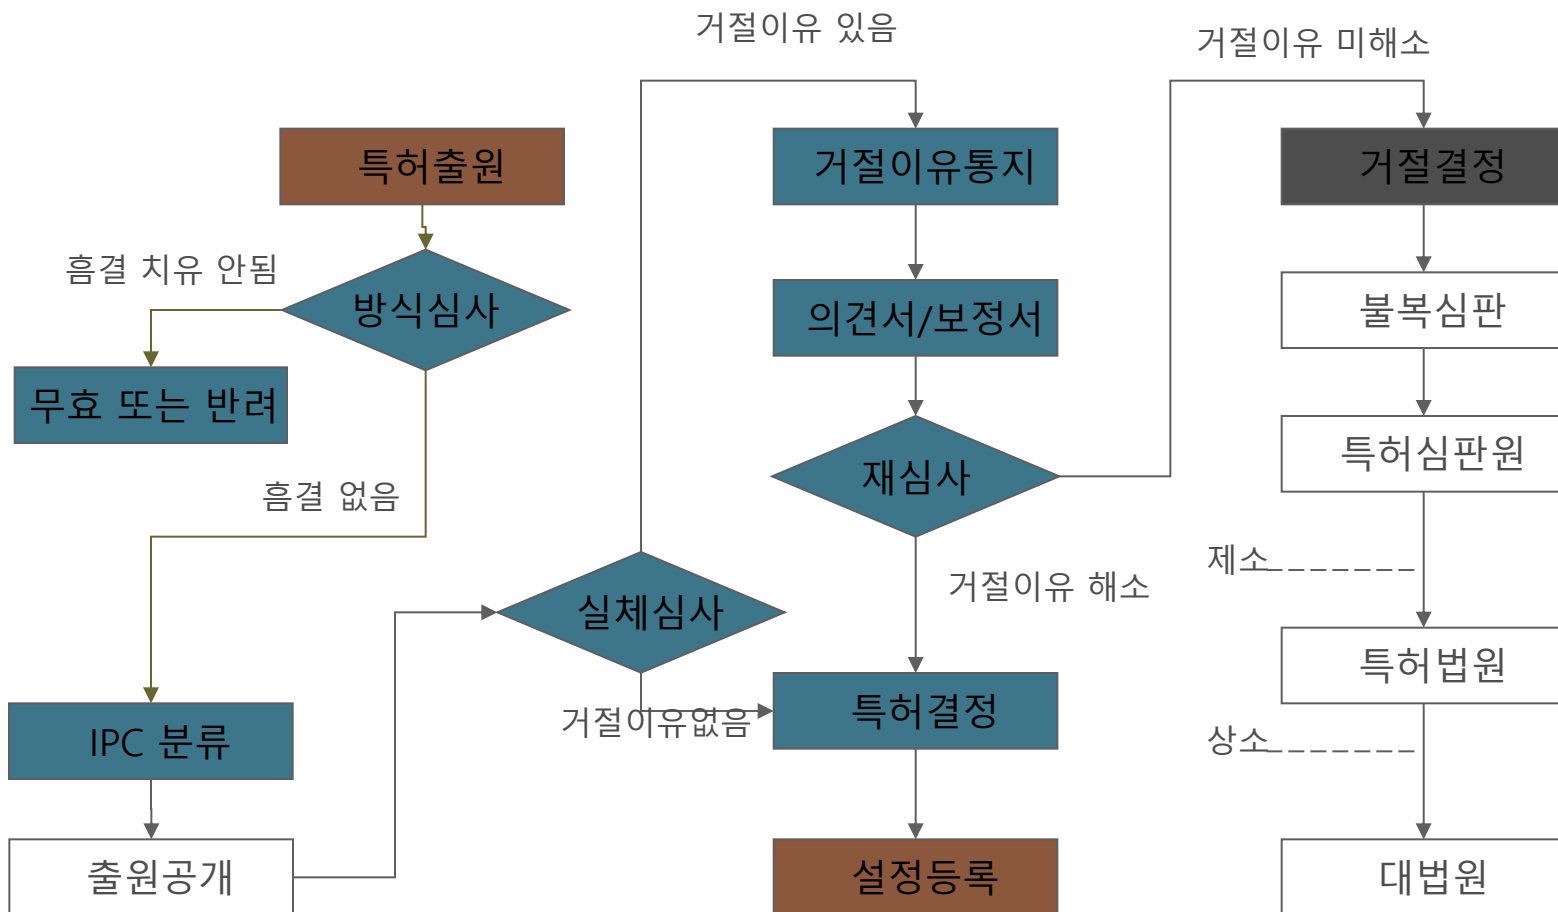 거절이유 있음
거절이유 미해소
특허출원
거절이유통지
거절결정
흠결 치유 안됨
방식심사
의견서/보정서
불복심판
무효 또는 반려
재심사
특허심판원
흠결 없음
제소
거절이유 해소
실체심사
특허법원
거절이유없음
특허결정
IPC 분류
상소
출원공개
설정등록
대법원